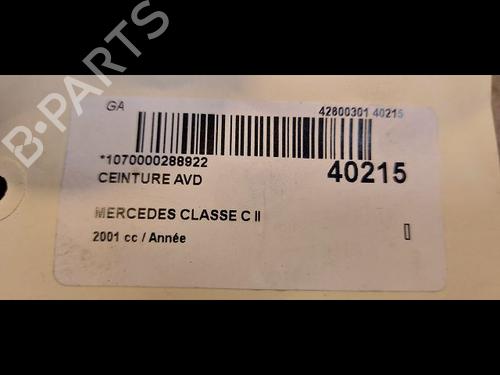 GA
42800301 40215
*1070000288922
40215
CEINTURE AVD
MERCEDES CLASSE C II
2001 cc / Année
B-PARTS